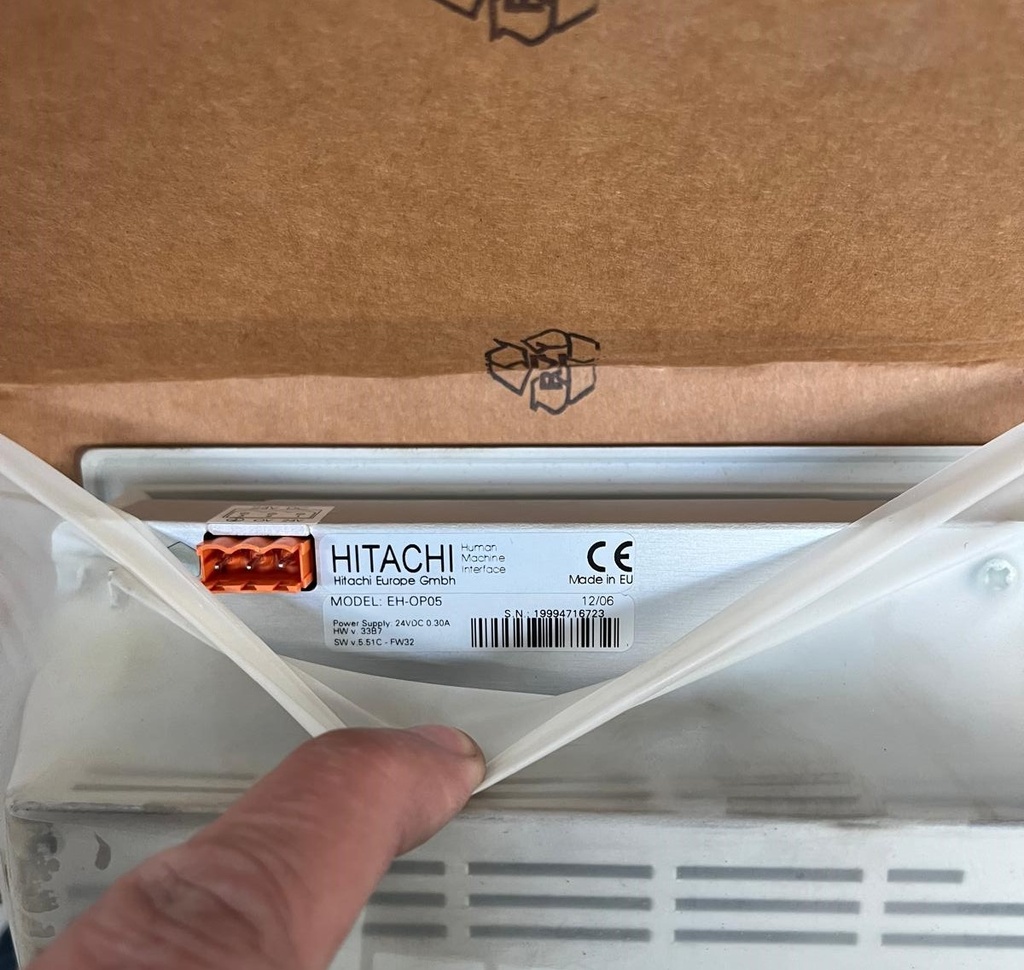 HITACHI
Human
Machine
Interface
CE
Hitachi Europe Gmbh
Made in EU
MODEL: EH-OP05
12/06
S.N.: 19994716723
Power Supply: 24VDC 0.30A
HW v. 33B7
SW v.5.51C - FW32